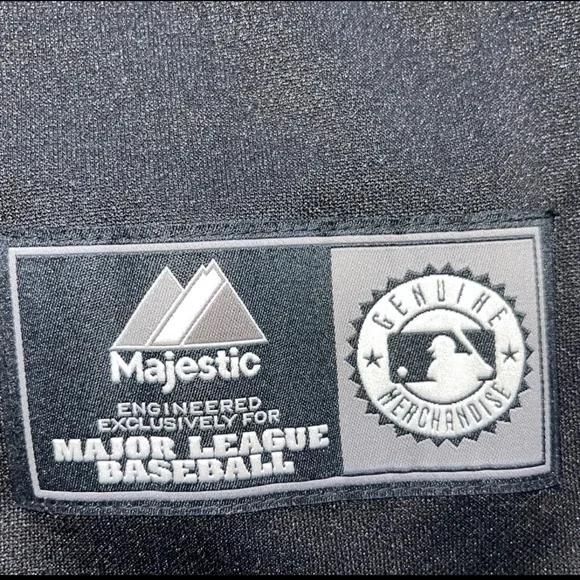 Majestic
ENGINEERED
EXCLUSIVELY FOR
MAJOR LEAGUE
BASEBALL
GENUINE
MERCHANDISE